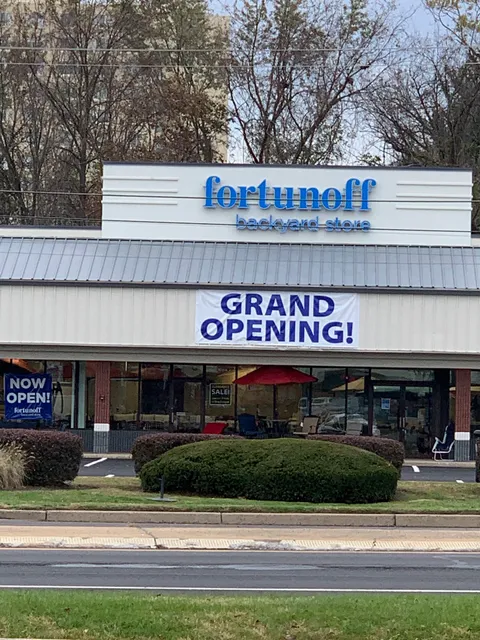 fortunoff
backyard store
GRAND
OPENING!
NOW
OPEN!
fortunoff
SALE!